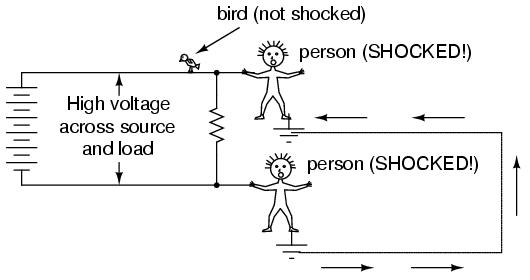 bird (not shocked)
person (SHOCKED!)
High voltage
across source
and load
person (SHOCKED!)